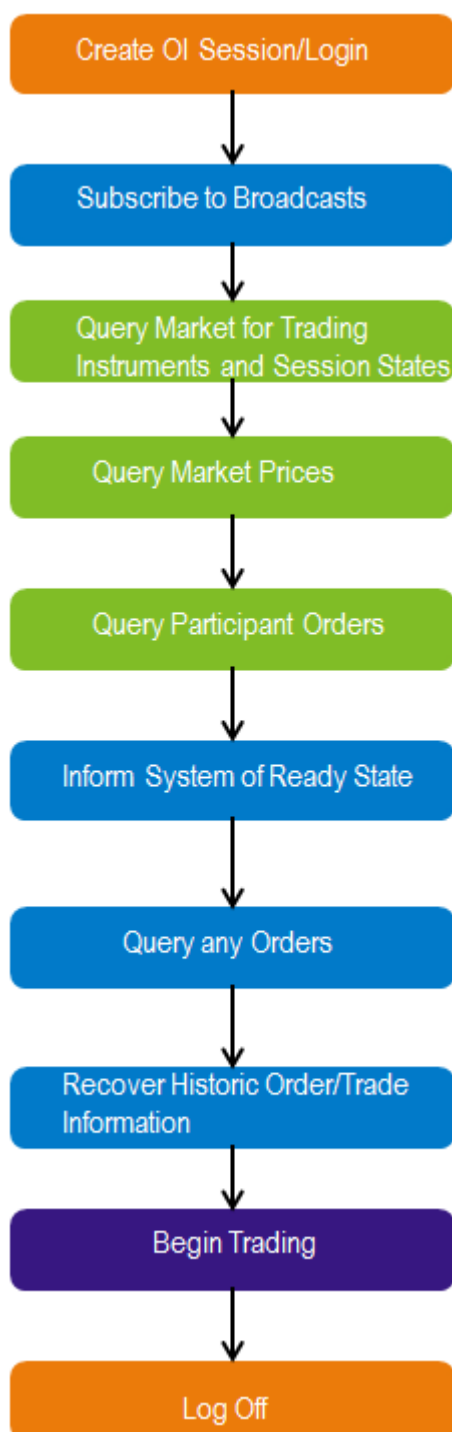 Create OI Session/Login
Subscribe to Broadcasts
Query Market for Trading
Instruments and Session States
Query Market Prices
Query Participant Orders
Inform System of Ready State
Query any Orders
Recover Historic Order/Trade
Information
Begin Trading
Log Off